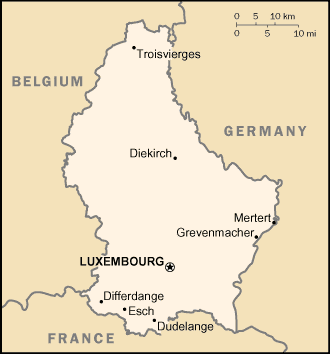 0 5 10 km
0 5 10 mi
Troisvierges
BELGIUM
GERMANY
Diekirch
Mertert
Grevenmacher
LUXEMBOURG
Differdange
Esch
Dudelange
FRANCE